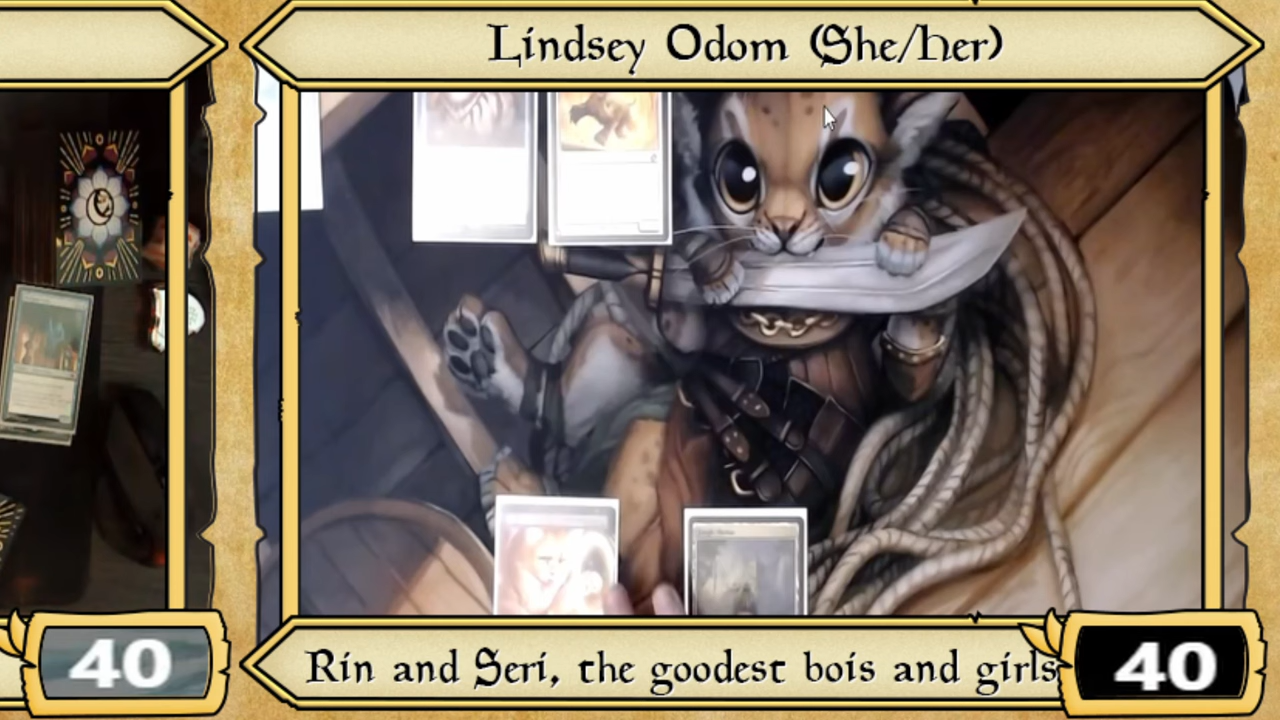 Lindsey Odom (She/her)
Rin and Seri, the goodest bois and girls
40
40